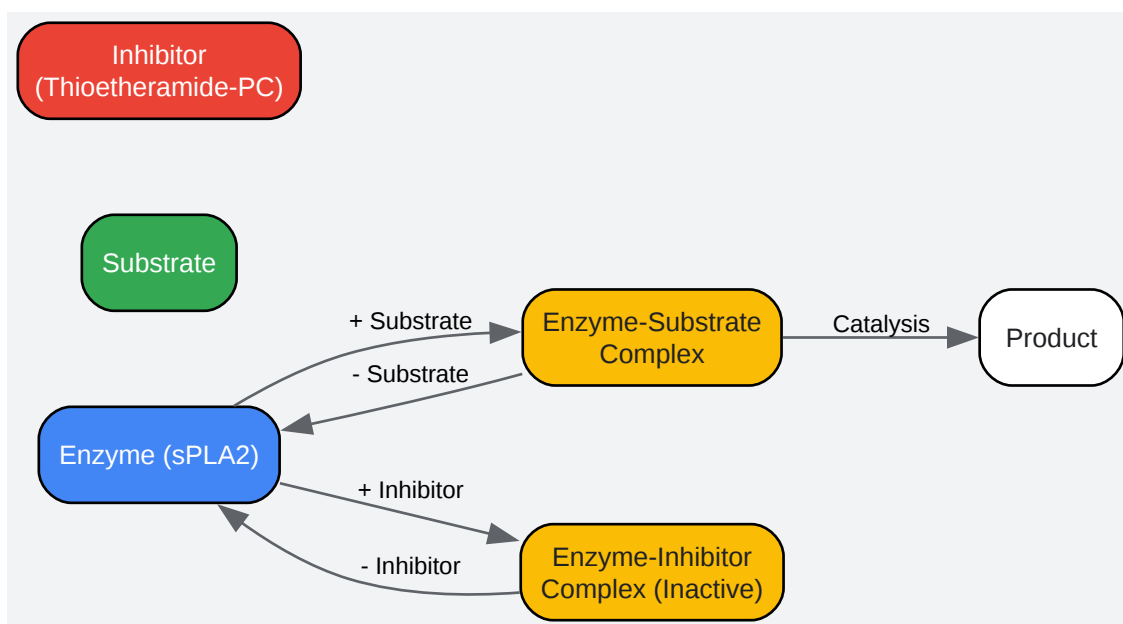 Inhibitor
(Thioetheramide-PC)
Substrate
+ Substrate
- Substrate
Enzyme-Substrate
Complex
Catalysis
Product
Enzyme (sPLA2)
+ Inhibitor
- Inhibitor
Enzyme-Inhibitor
Complex (Inactive)